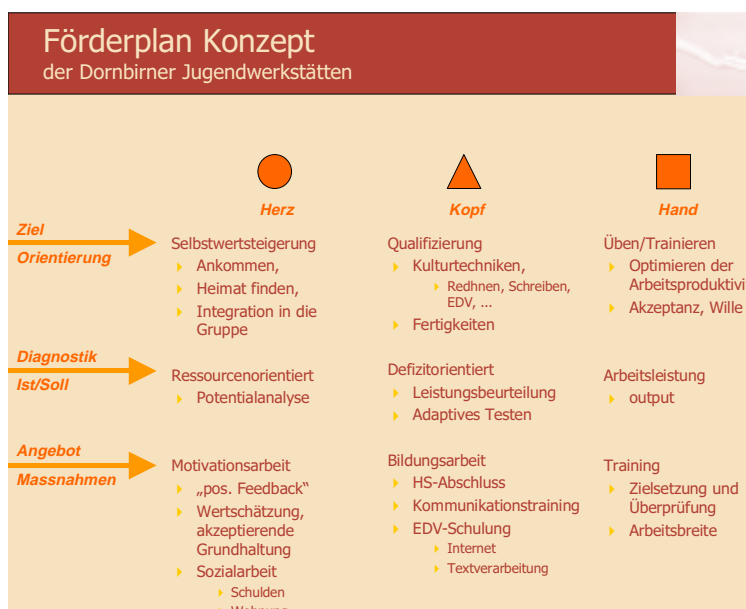 Förderplan Konzept
der Dornbirner Jugendwerkstätten
Herz
Kopf
Hand
Ziel
Orientierung
Selbstwertsteigerung
Ankommen,
Heimat finden,
Integration in die
Gruppe
Qualifizierung
Kulturtechniken,
Redhnen, Schreiben,
EDV, ...
Fertigkeiten
Üben/Trainieren
Optimieren der
Arbeitsproduktivi
Akzeptanz, Wille
Diagnostik
Ist/Soll
Ressourcenorientiert
Potentialanalyse
Defizitorientiert
Leistungsbeurteilung
Adaptives Testen
Arbeitsleistung
output
Angebot
Massnahmen
Motivationsarbeit
„pos. Feedback“
Wertschätzung,
akzeptierende
Grundhaltung
Sozialarbeit
Schulden
Wohnung
Bildungsarbeit
HS-Abschluss
Kommunikationstraining
EDV-Schulung
Internet
Textverarbeitung
Training
Zielsetzung und
Überprüfung
Arbeitsbreite